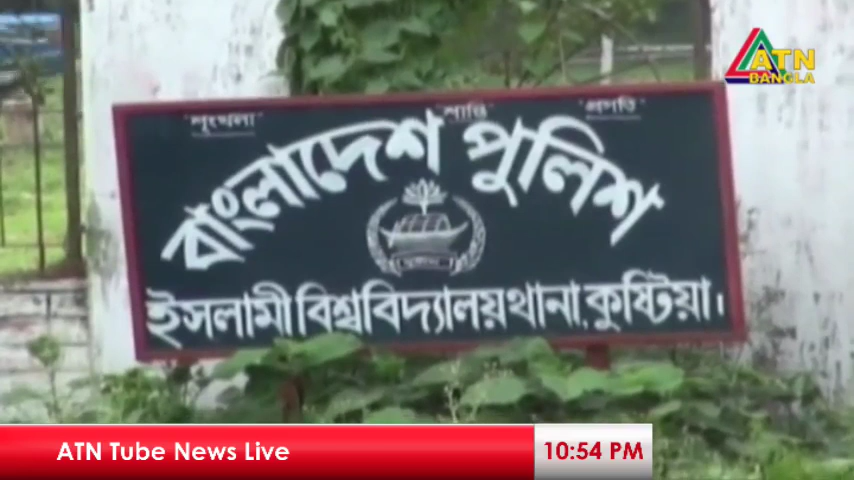 ATN
BANGLA
"শৃংখলা" "শান্তি" "প্রগতি"
বাংলাদেশ পুলিশ
ইসলামী বিশ্ববিদ্যালয় থানা, কুষ্টিয়া।
ATN Tube News Live
10:54 PM